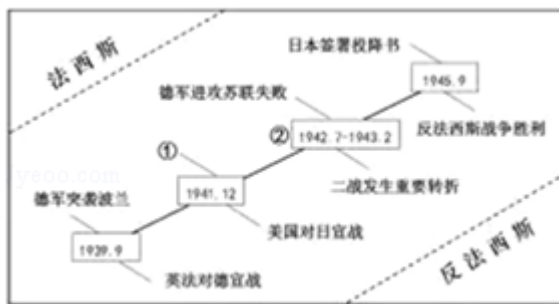 法西斯
日本签署投降书
1945.9
德军进攻苏联失败
反法西斯战争胜利
②
1942.7-1943.2
①
二战发生重要转折
1941.12
德军突袭波兰
美国对日宣战
1939.9
英法对德宣战
反法西斯
yeoo.com